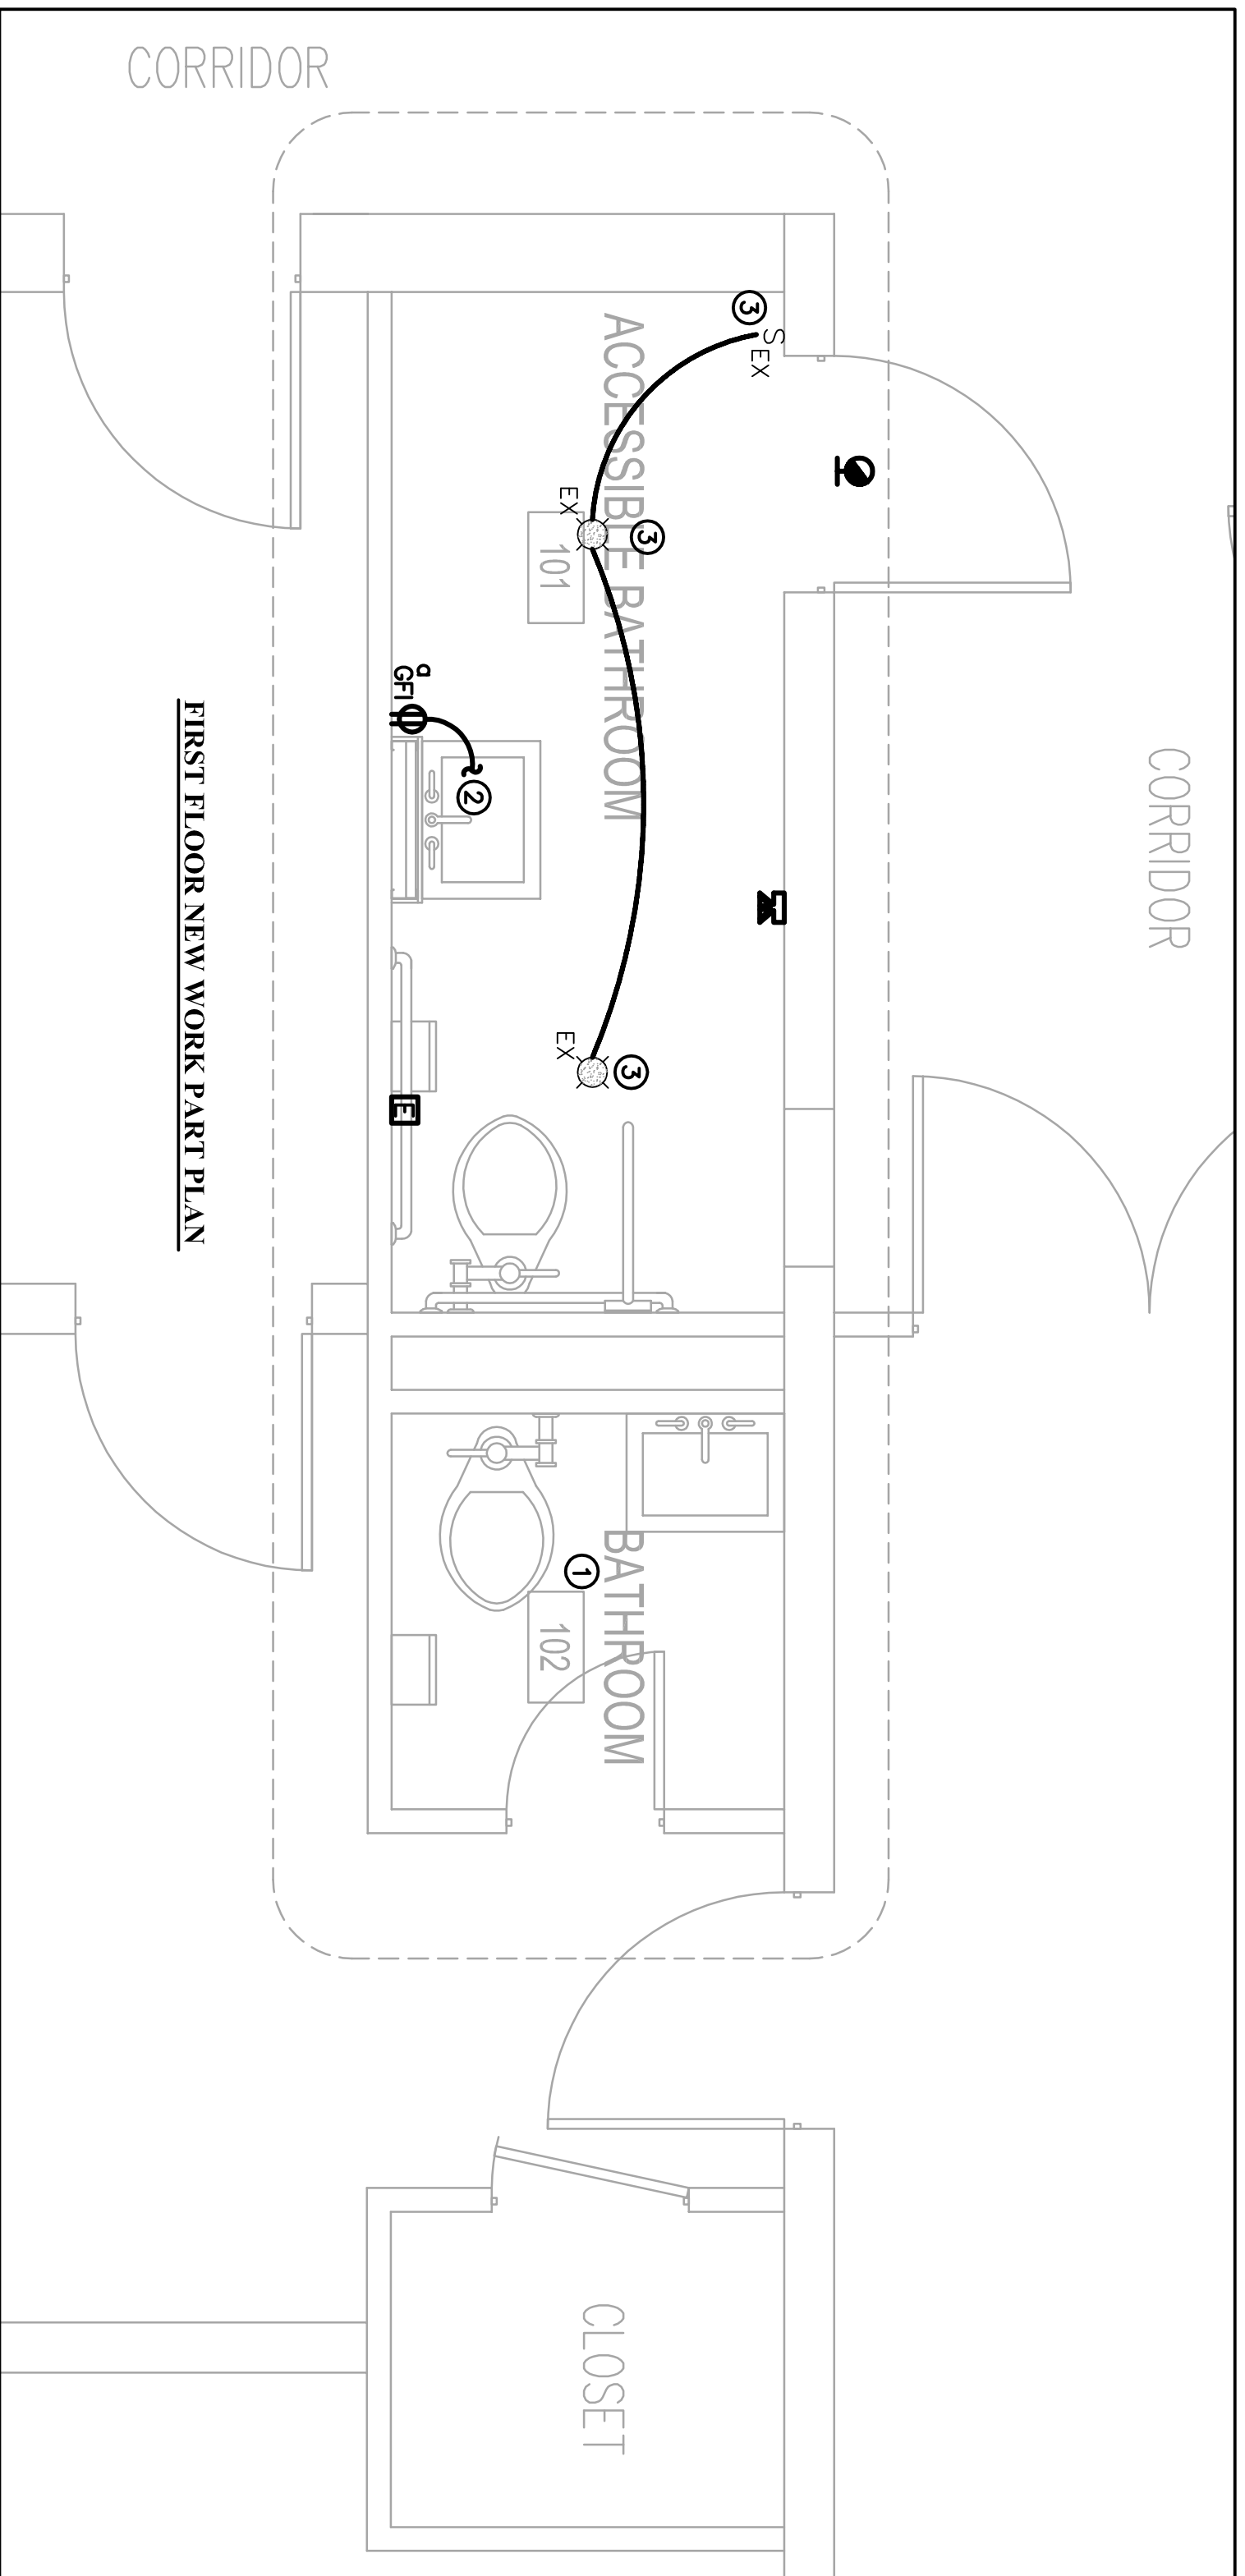 CORRIDOR
CORRIDOR
3
S
EX
ACCESSIBLE BATHROOM
101
EX
3
a
GFI
2
EX
3
E
1
BATHROOM
102
CLOSET
FIRST FLOOR NEW WORK PART PLAN